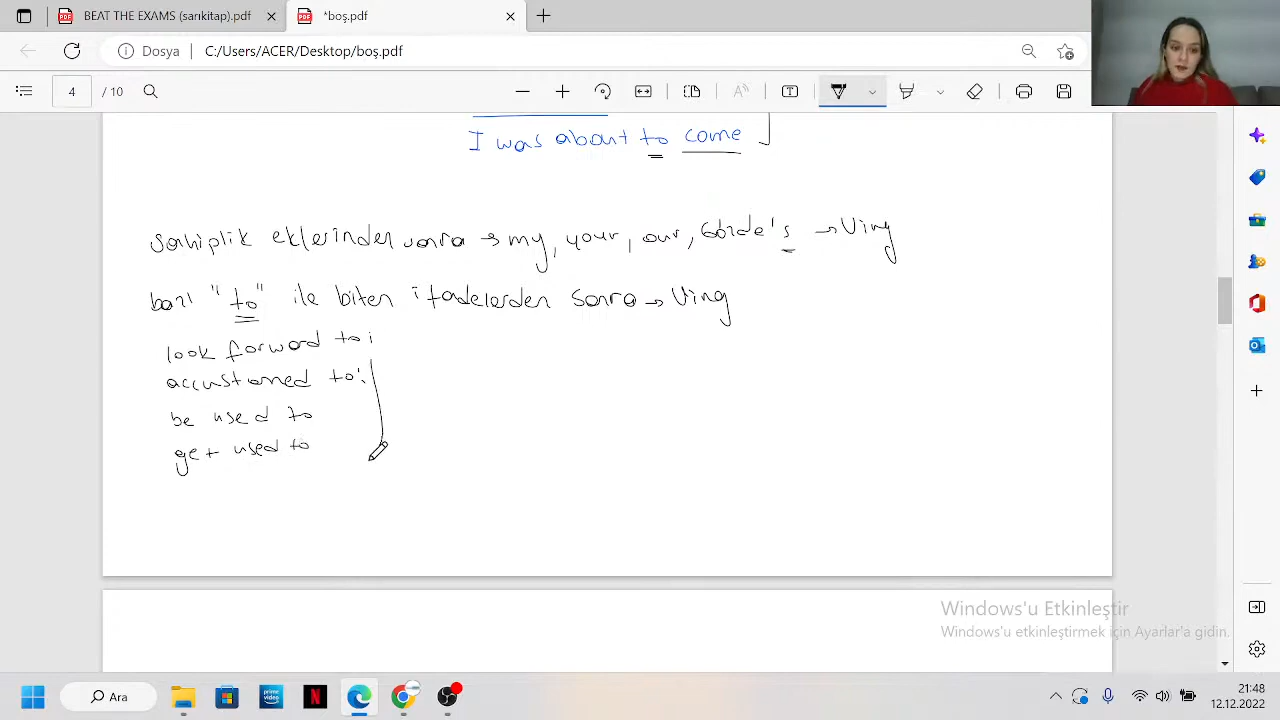 BEAT THE EXAMS (sarıkitap).pdf
*boş.pdf
Dosya C:/Users/ACER/Desktop/boş.pdf
4 / 10
I was about to come
sahiplik eklerinden sonra → my, your, our, Gözde's → Ving
bazı "to" ile biten ifadelerden sonra → Ving
look forward to
accustomed to
be used to
get used to
Windows'u Etkinleştir
Windows'u etkinleştirmek için Ayarlar'a gidin.
Ara
prime video
21:48
12.12.2022